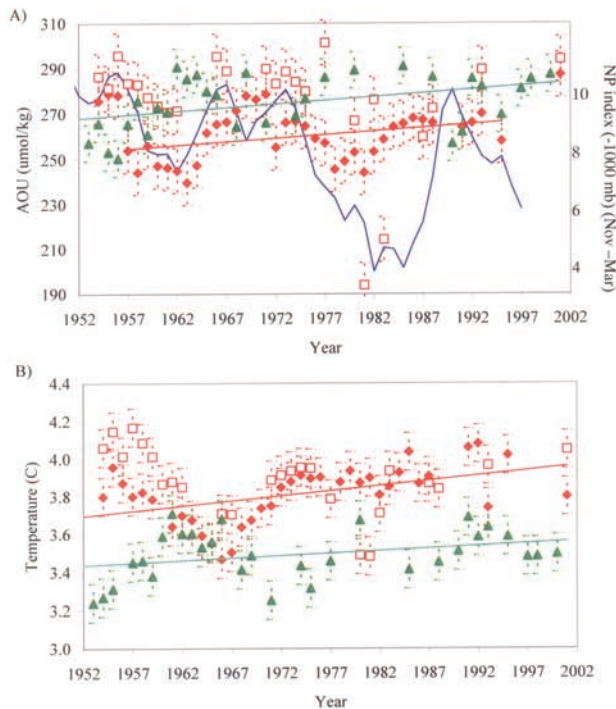 A)
310
290
270
250
230
210
190
AOU (umol/kg)
10
8
6
4
NP index (-1000 mb) (Nov –Mar)
1952 1957 1962 1967 1972 1977 1982 1987 1992 1997 2002
Year
B)
4.4
4.2
4.0
3.8
3.6
3.4
3.2
3.0
Temperature (C)
1952 1957 1962 1967 1972 1977 1982 1987 1992 1997 2002
Year